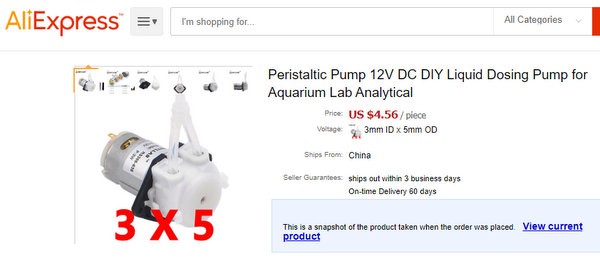 AliExpress™
I'm shopping for...
All Categories
Peristaltic Pump 12V DC DIY Liquid Dosing Pump for
Aquarium Lab Analytical
Price: US $4.56 / piece
Voltage: 3mm ID x 5mm OD
Ships From: China
Seller Guarantees: ships out within 3 business days
On-time Delivery 60 days
3 X 5
This is a snapshot of the product taken when the order was placed. View current
product